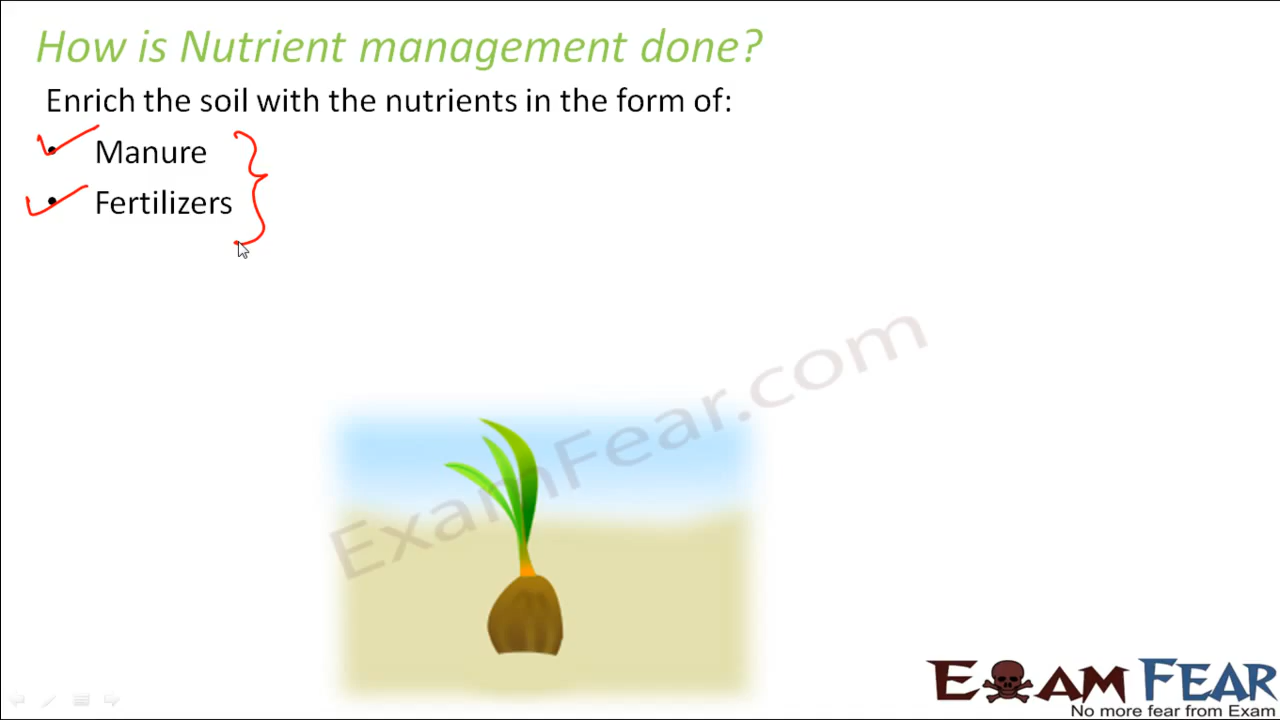 How is Nutrient management done?
Enrich the soil with the nutrients in the form of:
• Manure
• Fertilizers
ExamFear.com
EXAM FEAR
No more fear from Exam